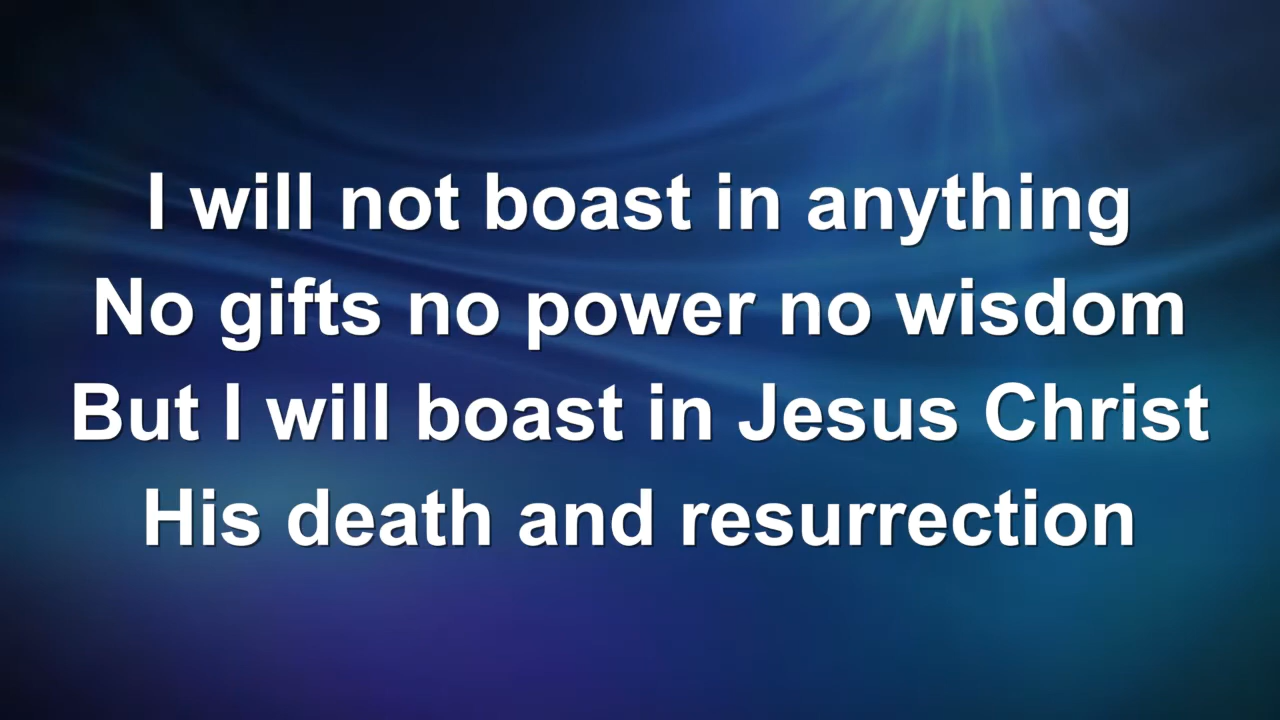 I will not boast in anything
No gifts no power no wisdom
But I will boast in Jesus Christ
His death and resurrection